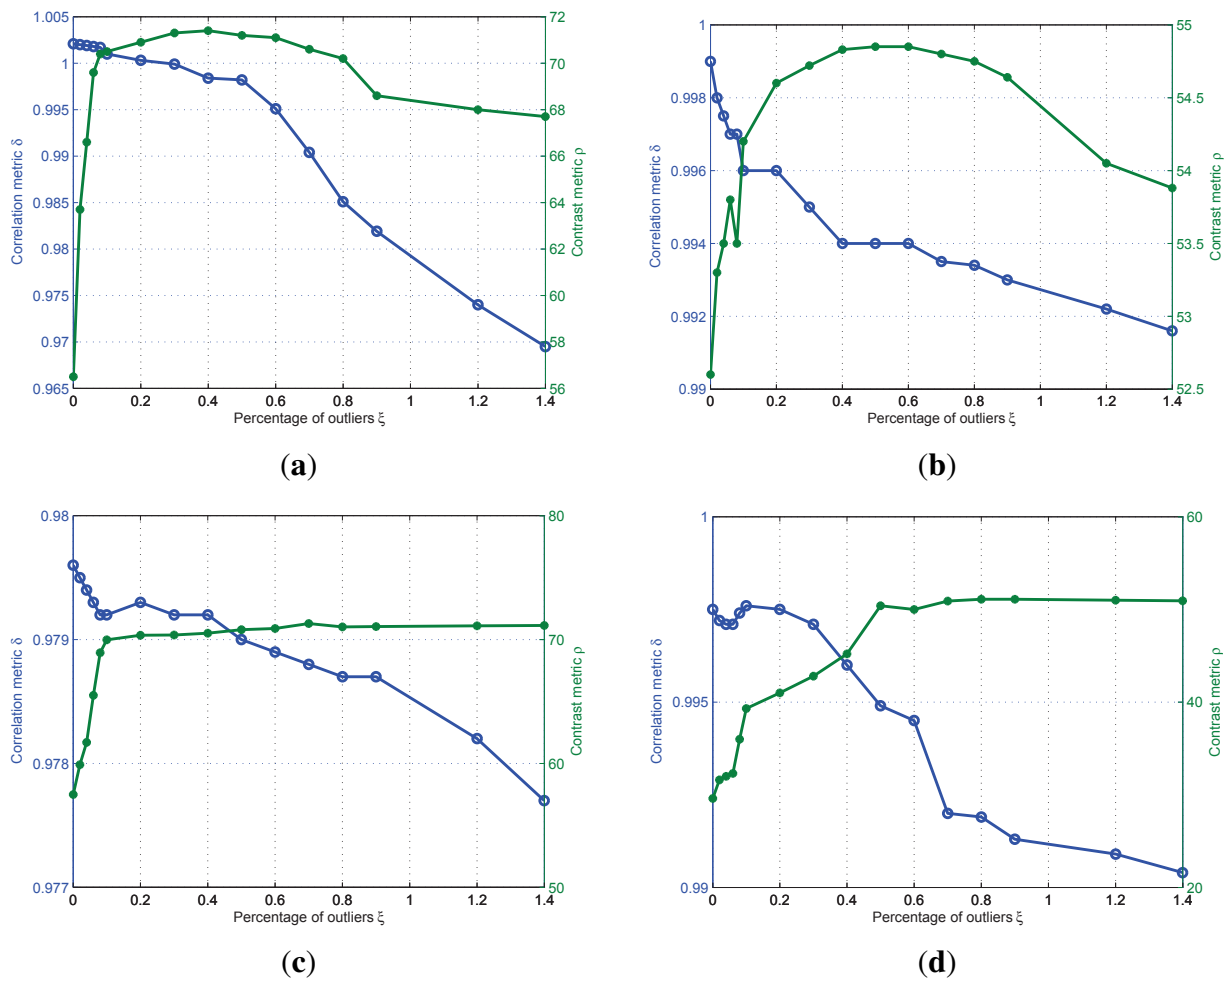 1.005
1
0.995
0.99
0.985
0.98
0.975
0.97
0.965
Correlation metric δ
72
70
68
66
64
62
60
58
56
Contrast metric ρ
0 0.2 0.4 0.6 0.8 1 1.2 1.4
Percentage of outliers ξ
(a)
1
0.998
0.996
0.994
0.992
0.99
Correlation metric δ
55
54.5
54
53.5
53
52.5
Contrast metric ρ
0 0.2 0.4 0.6 0.8 1 1.2 1.4
Percentage of outliers ξ
(b)
0.98
0.979
0.978
0.977
Correlation metric δ
80
70
60
50
Contrast metric ρ
0 0.2 0.4 0.6 0.8 1 1.2 1.4
Percentage of outliers ξ
(c)
1
0.995
0.99
Correlation metric δ
60
40
20
Contrast metric ρ
0 0.2 0.4 0.6 0.8 1 1.2 1.4
Percentage of outliers ξ
(d)